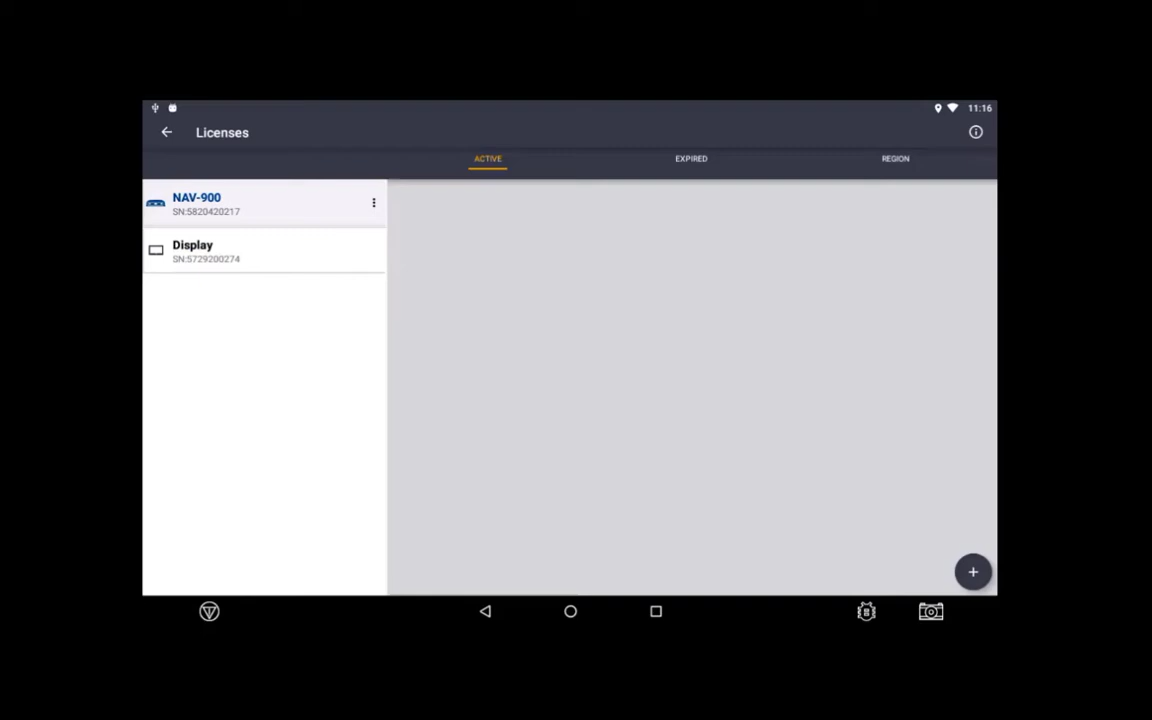 11:16
Licenses
ACTIVE
EXPIRED
REGION
NAV-900
SN:5820420217
Display
SN:5729200274